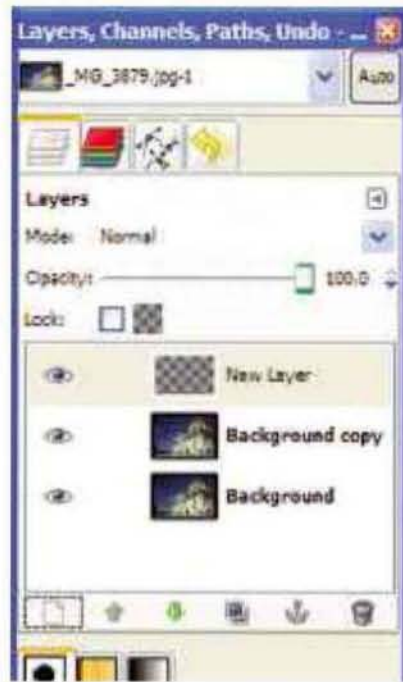 Layers, Channels, Paths, Undo -
_MG_3879.jpg-1
Auto
Layers
Mode: Normal
Opacity: 100.0
Lock:
New Layer
Background copy
Background